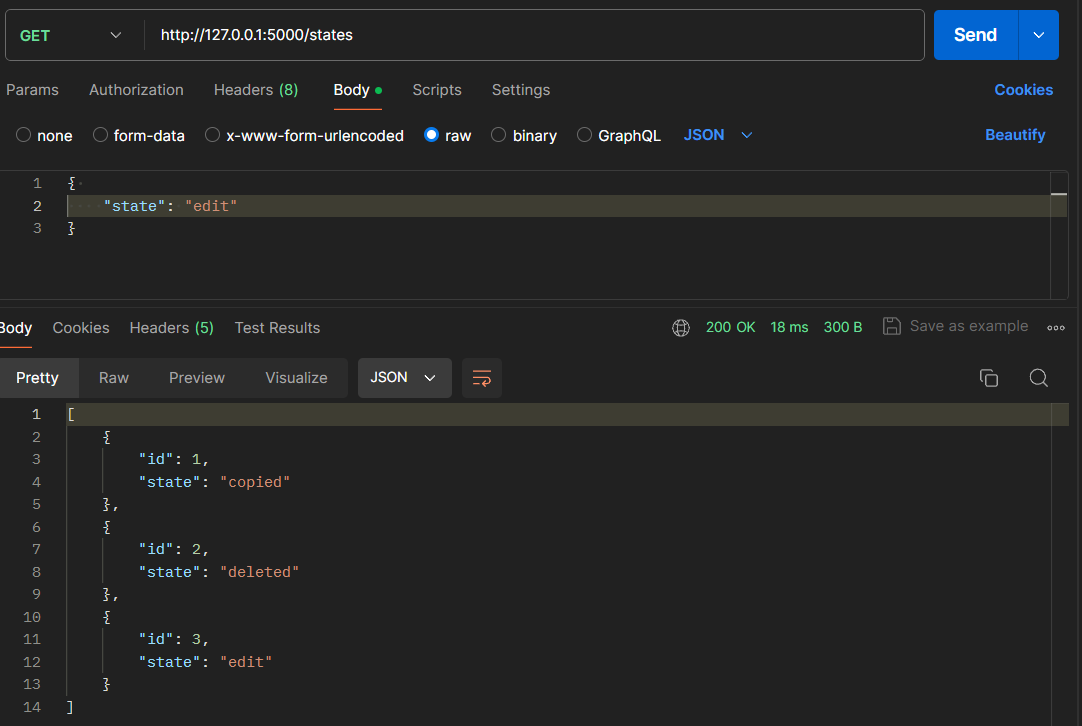 GET http://127.0.0.1:5000/states Send
Params Authorization Headers (8) Body Scripts Settings Cookies
none form-data x-www-form-urlencoded raw binary GraphQL JSON Beautify
1 {
2 "state": "edit"
3 }
Body Cookies Headers (5) Test Results 200 OK 18 ms 300 B Save as example
Pretty Raw Preview Visualize JSON
1 [
2 {
3 "id": 1,
4 "state": "copied"
5 },
6 {
7 "id": 2,
8 "state": "deleted"
9 },
10 {
11 "id": 3,
12 "state": "edit"
13 }
14 ]